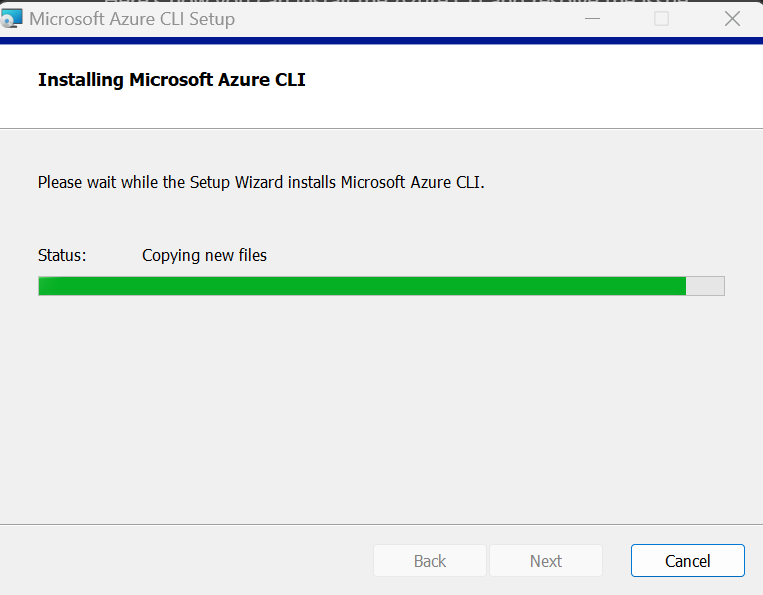 Microsoft Azure CLI Setup
Installing Microsoft Azure CLI
Please wait while the Setup Wizard installs Microsoft Azure CLI.
Status: Copying new files
Back Next Cancel